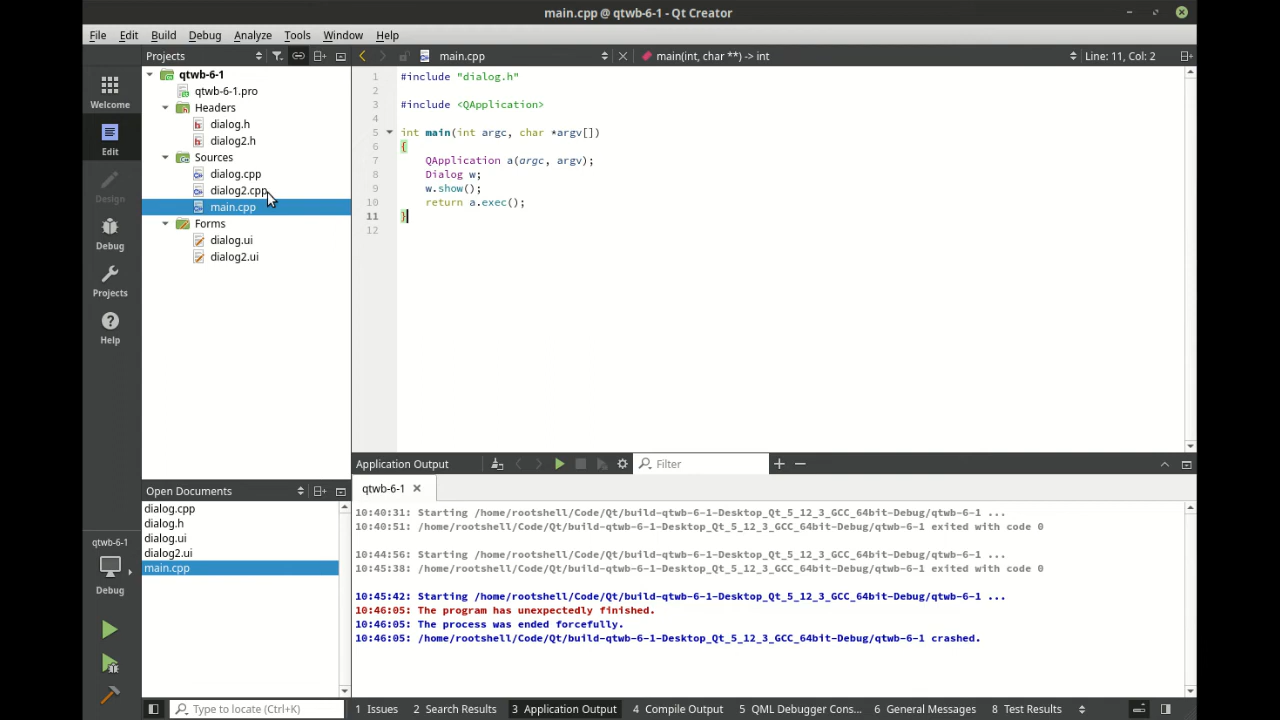 main.cpp @ qtwb-6-1 - Qt Creator
File Edit Build Debug Analyze Tools Window Help
Projects main.cpp main(int, char **) -> int Line: 11, Col: 2
Welcome
Edit
Design
Debug
Projects
Help
qtwb-6-1
qtwb-6-1.pro
Headers
dialog.h
dialog2.h
Sources
dialog.cpp
dialog2.cpp
main.cpp
Forms
dialog.ui
dialog2.ui
1 #include "dialog.h"
2
3 #include <QApplication>
4
5 int main(int argc, char *argv[])
6 {
7 QApplication a(argc, argv);
8 Dialog w;
9 w.show();
10 return a.exec();
11 }
12
Open Documents
dialog.cpp
dialog.h
dialog.ui
dialog2.ui
main.cpp
qtwb-6-1
Debug
Application Output Filter
qtwb-6-1
10:40:31: Starting /home/rootshell/Code/Qt/build-qtwb-6-1-Desktop_Qt_5_12_3_GCC_64bit-Debug/qtwb-6-1 ...
10:40:51: /home/rootshell/Code/Qt/build-qtwb-6-1-Desktop_Qt_5_12_3_GCC_64bit-Debug/qtwb-6-1 exited with code 0
10:44:56: Starting /home/rootshell/Code/Qt/build-qtwb-6-1-Desktop_Qt_5_12_3_GCC_64bit-Debug/qtwb-6-1 ...
10:45:38: /home/rootshell/Code/Qt/build-qtwb-6-1-Desktop_Qt_5_12_3_GCC_64bit-Debug/qtwb-6-1 exited with code 0
10:45:42: Starting /home/rootshell/Code/Qt/build-qtwb-6-1-Desktop_Qt_5_12_3_GCC_64bit-Debug/qtwb-6-1 ...
10:46:05: The program has unexpectedly finished.
10:46:05: The process was ended forcefully.
10:46:05: /home/rootshell/Code/Qt/build-qtwb-6-1-Desktop_Qt_5_12_3_GCC_64bit-Debug/qtwb-6-1 crashed.
Type to locate (Ctrl+K) 1 Issues 2 Search Results 3 Application Output 4 Compile Output 5 QML Debugger Cons... 6 General Messages 8 Test Results